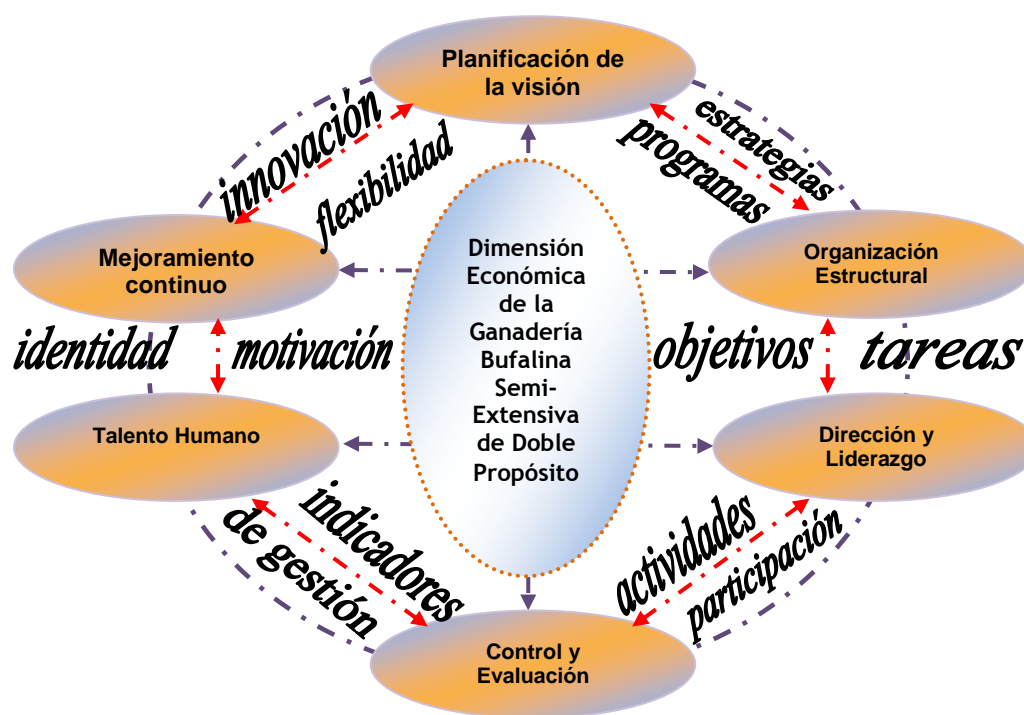 Planificación de
la visión
innovación
flexibilidad
estrategias
programas
Mejoramiento
continuo
Dimensión
Económica
de la
Ganadería
Bufalina
Semi-
Extensiva
de Doble
Propósito
Organización
Estructural
identidad
motivación
objetivos
tareas
Talento Humano
Dirección y
Liderazgo
indicadores
de gestión
actividades
participación
Control y
Evaluación